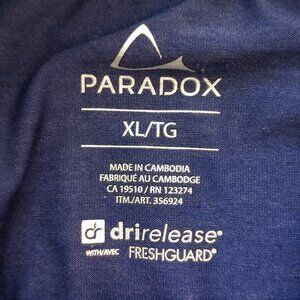 PARADOX
XL/TG
MADE IN CAMBODIA
FABRIQUÉ AU CAMBODGE
CA 19510 / RN 123274
ITM./ART. 356924
dr drirelease®
WITH/AVEC FRESHGUARD®